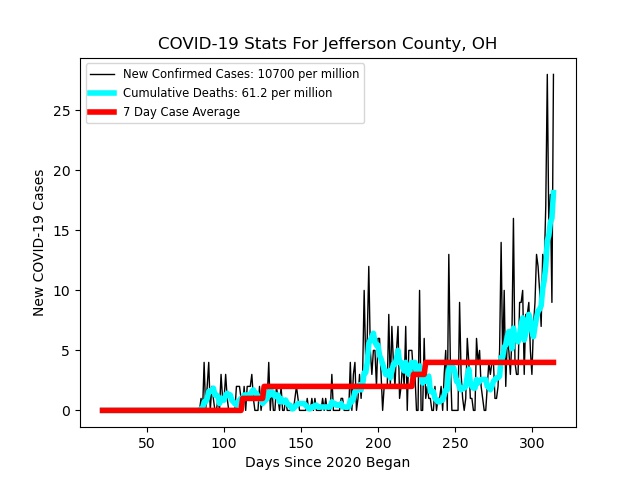 COVID-19 Stats For Jefferson County, OH
New Confirmed Cases: 10700 per million
Cumulative Deaths: 61.2 per million
7 Day Case Average
New COVID-19 Cases
25
20
15
10
5
0
50 100 150 200 250 300
Days Since 2020 Began